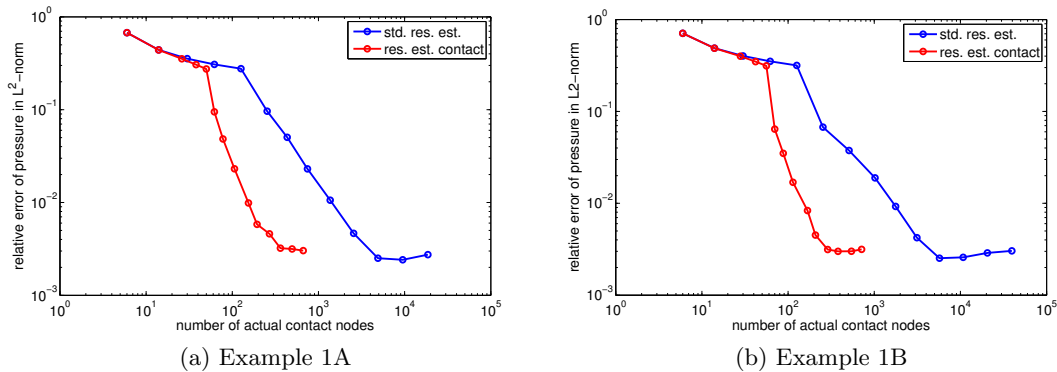 10^0
10^−1
10^−2
10^−3
10^0 10^1 10^2 10^3 10^4 10^5
relative error of pressure in L^2−norm
number of actual contact nodes
std. res. est.
res. est. contact
(a) Example 1A
10^0
10^−1
10^−2
10^−3
10^0 10^1 10^2 10^3 10^4 10^5
relative error of pressure in L2−norm
number of actual contact nodes
std. res. est.
res. est. contact
(b) Example 1B